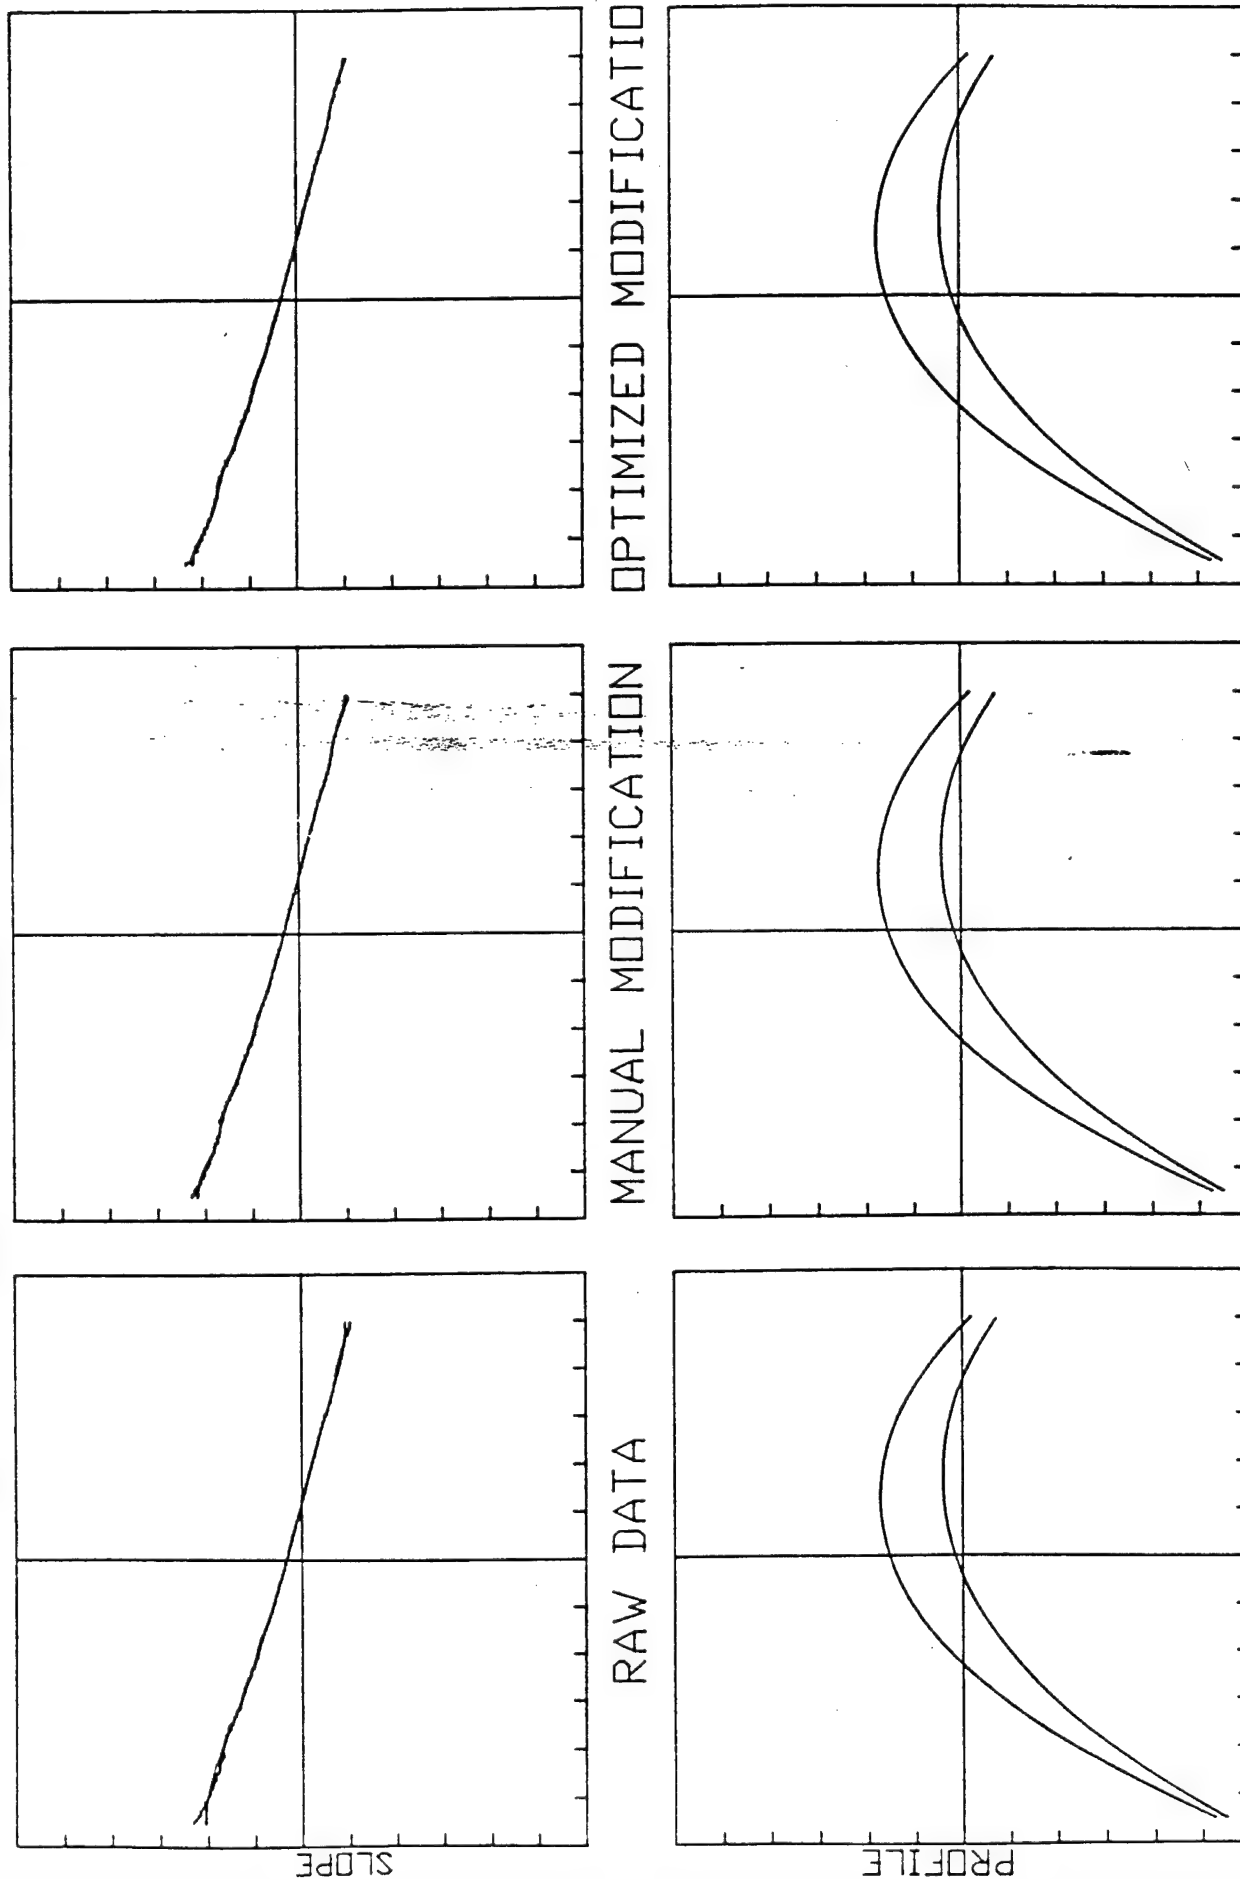 SLOPE
RAW DATA
MANUAL MODIFICATION
OPTIMIZED MODIFICATIO
PROFILE